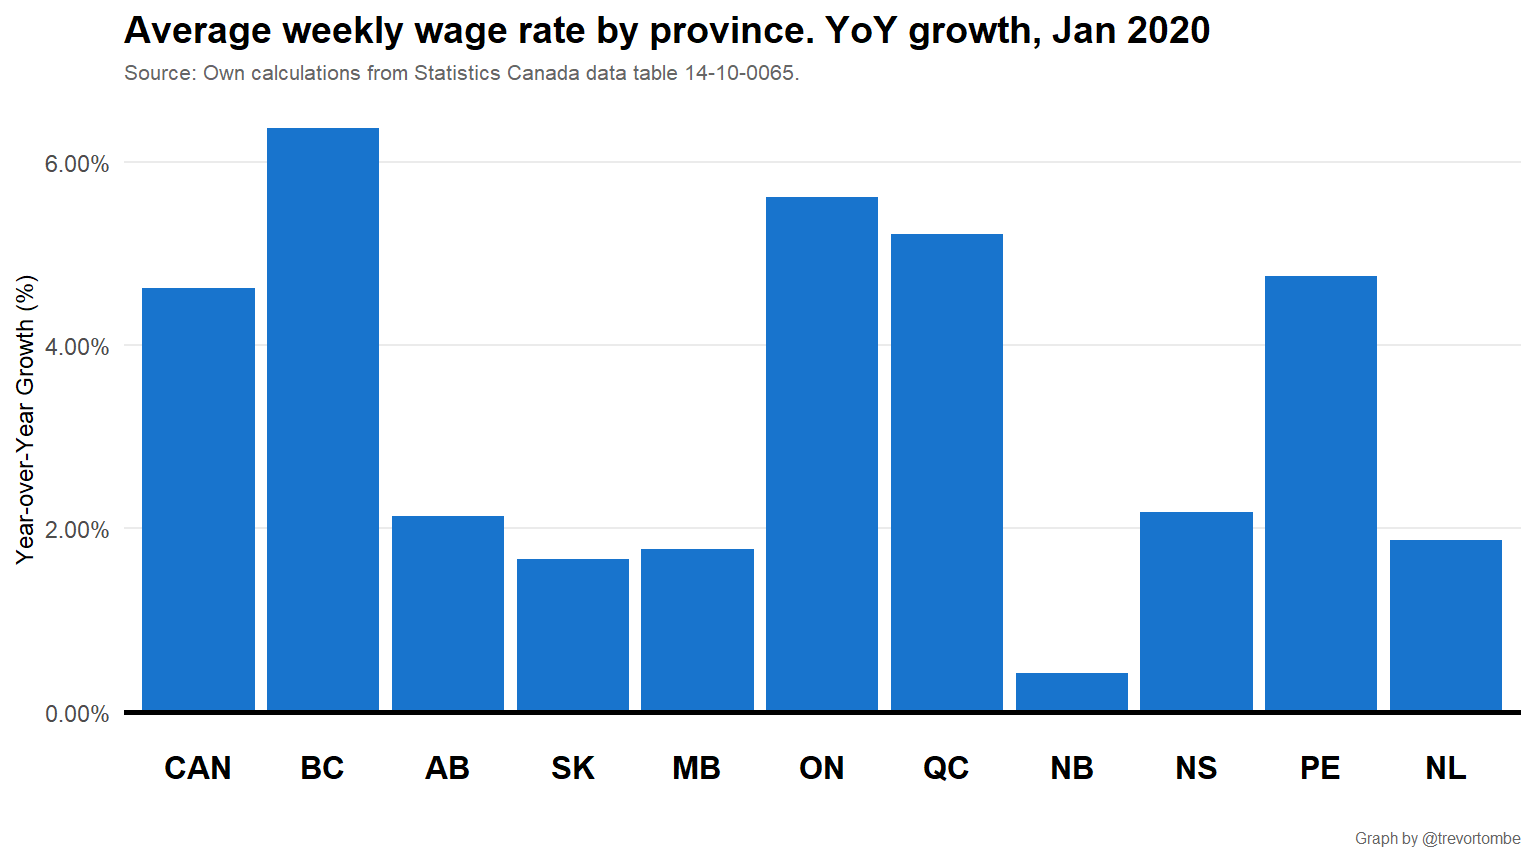 Average weekly wage rate by province. YoY growth, Jan 2020
Source: Own calculations from Statistics Canada data table 14-10-0065.
Year-over-Year Growth (%)
6.00%
4.00%
2.00%
0.00%
CAN BC AB SK MB ON QC NB NS PE NL
Graph by @trevortombe